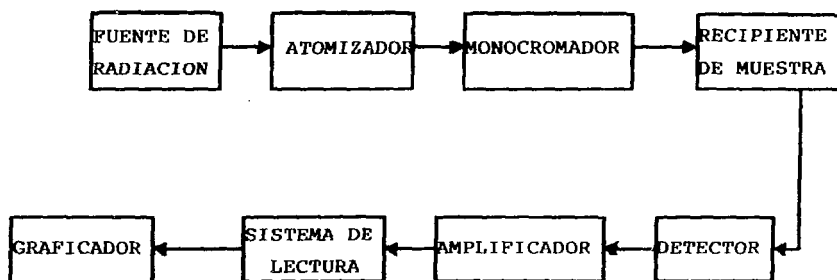 FUENTE DE
RADIACION
ATOMIZADOR
MONOCROMADOR
RECIPIENTE
DE MUESTRA
GRAFICADOR
SISTEMA DE
LECTURA
AMPLIFICADOR
DETECTOR